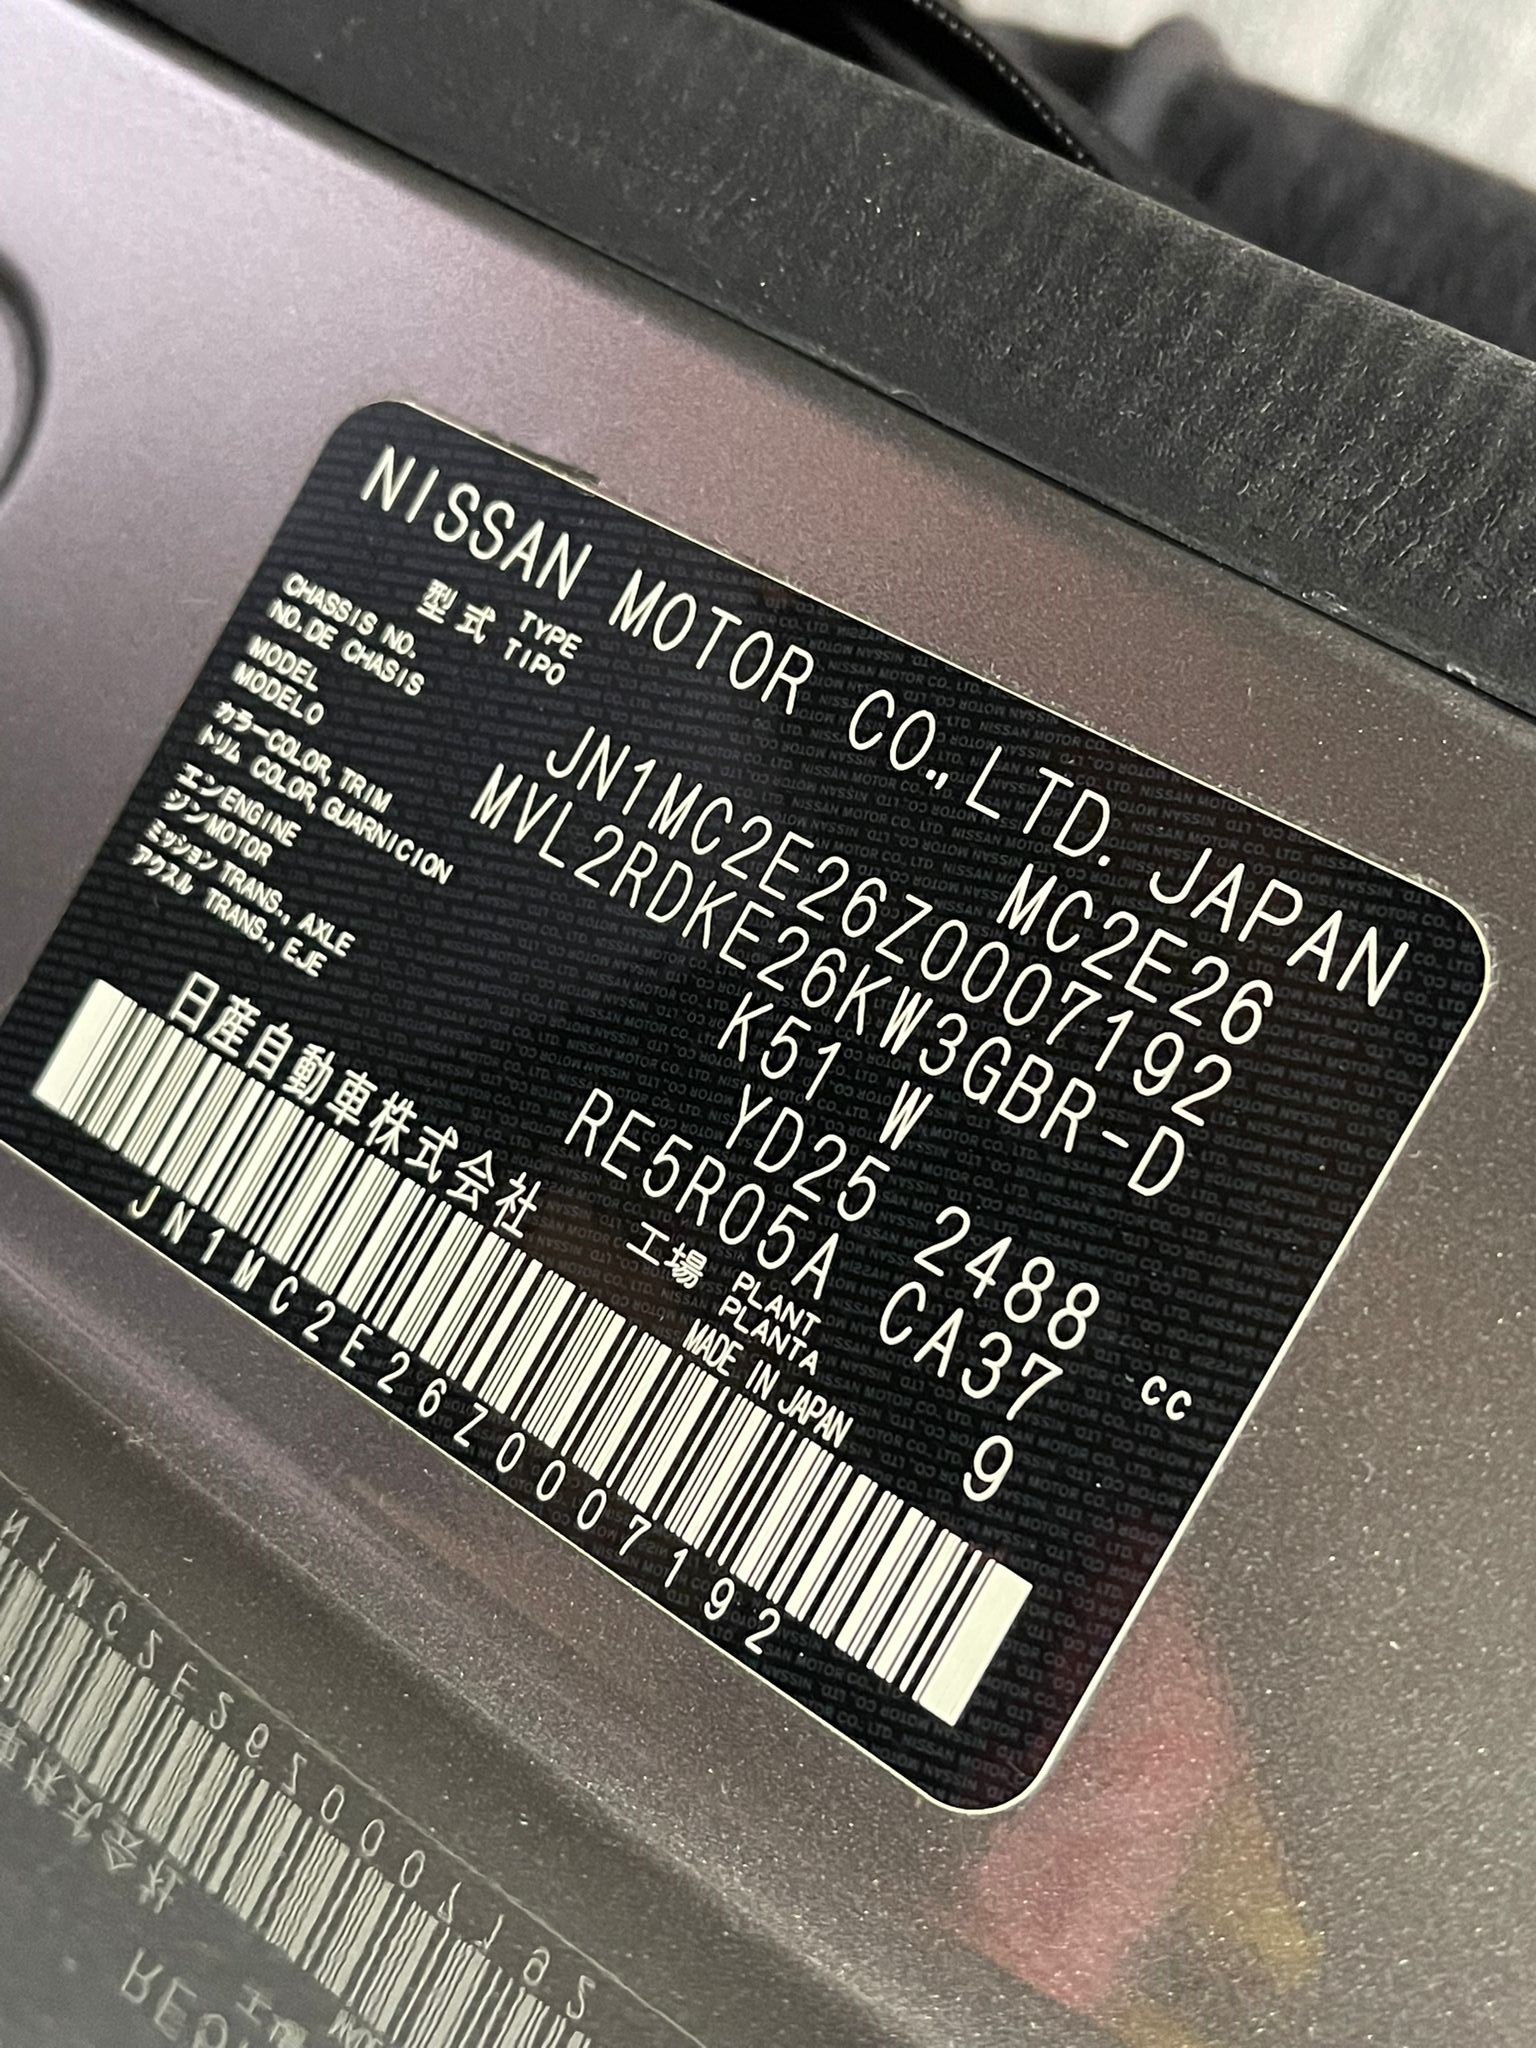 NISSAN MOTOR CO., LTD. JAPAN
型式 TYPE TIPO MC2E26
CHASSIS NO. NO. DE CHASIS JN1MC2E26Z0007192
MODEL MODELO MVL2RDKE26KW3GBR-D
カラー COLOR, TRIM トリム COLOR, GUARNICION K51 W
エンジン ENGINE MOTOR YD25 2488 cc
ミッション TRANS., AXLE アクスル TRANS., EJE RE5R05A CA37
日産自動車株式会社 工場 PLANT PLANTA 9
MADE IN JAPAN
JN1MC2E26Z0007192